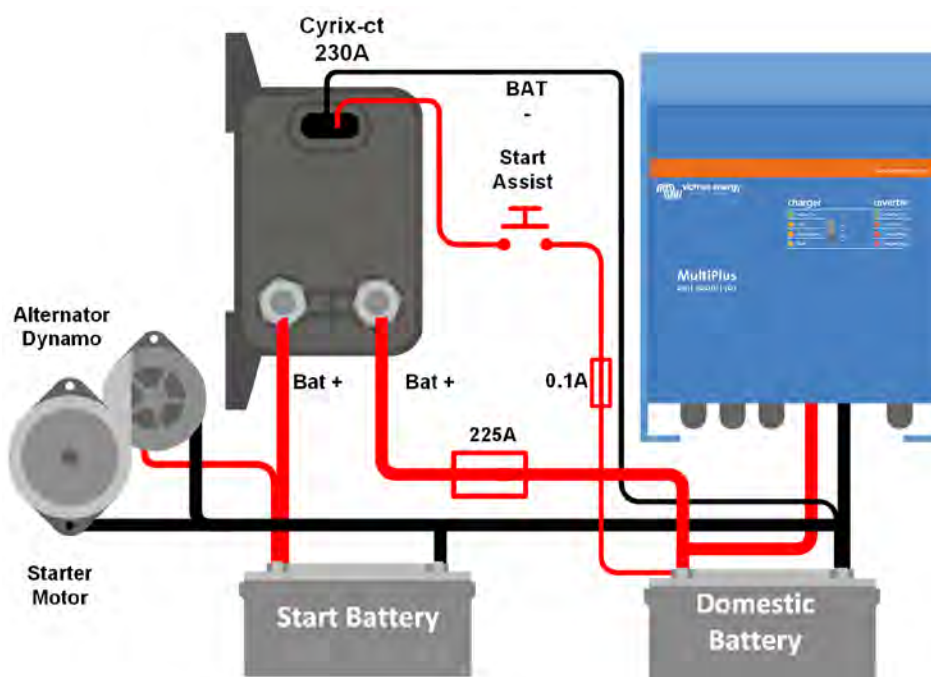 Cyrix-ct
230A
BAT
-
Start
Assist
victron energy
charger
inverter
MultiPlus
Alternator
Dynamo
Bat +
Bat +
0.1A
225A
Starter
Motor
Start Battery
Domestic
Battery